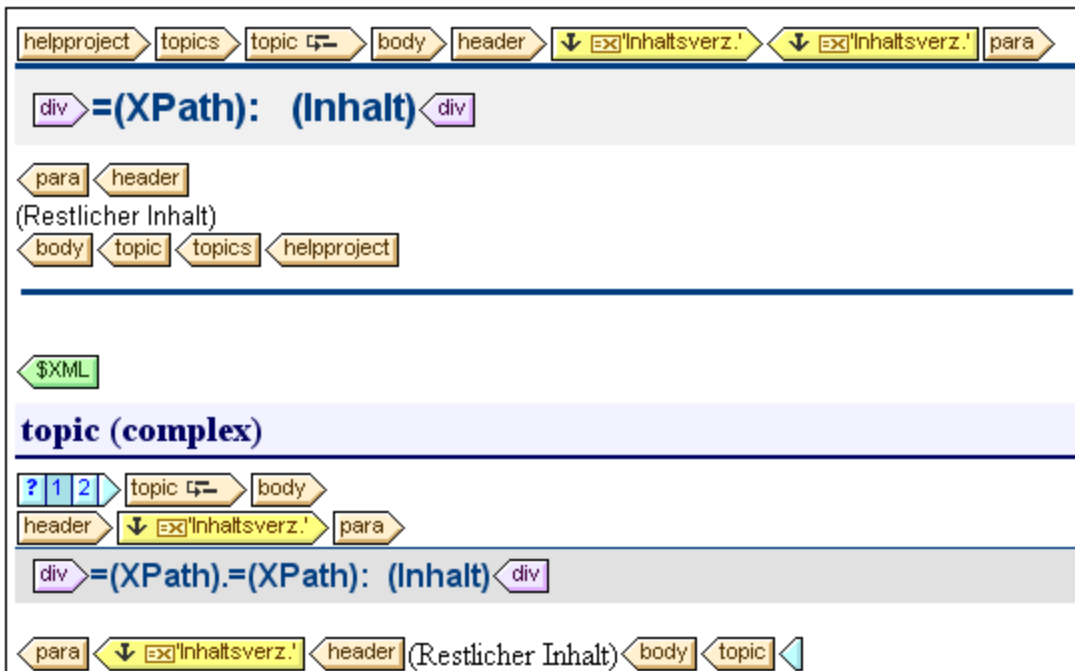 helpproject topics topic body header 'Inhaltsverz.' 'Inhaltsverz.' para
div =(XPath): (Inhalt) div
para header
(Restlicher Inhalt)
body topic topics helpproject
$XML
topic (complex)
? 1 2 topic body
header 'Inhaltsverz.' para
div =(XPath).=(XPath): (Inhalt) div
para 'Inhaltsverz.' header (Restlicher Inhalt) body topic